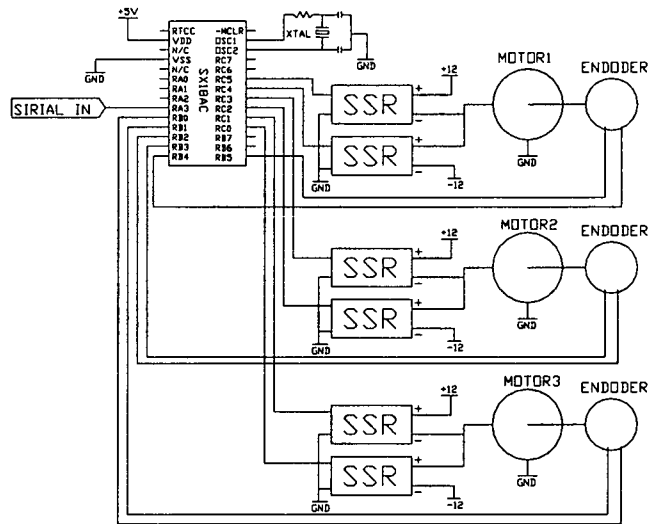 +5V
RTCC -MCLR
VDD OSC1
N/C OSC2
VSS RC7
N/C RC6
RA0 RC5
RA1 RC4
RA2 RC3
RA3 RC2
RB0 RC1
RB1 RC0
RB2 RB7
RB3 RB6
RB4 RB5
SX18AC
GND
SIRIAL IN
XTAL
GND
MOTOR1 ENDODER
+12
SSR + -
SSR + -
GND
-12
GND
MOTOR2 ENDODER
+12
SSR + -
SSR + -
GND
-12
GND
MOTOR3 ENDODER
+12
SSR + -
SSR + -
GND
-12
GND